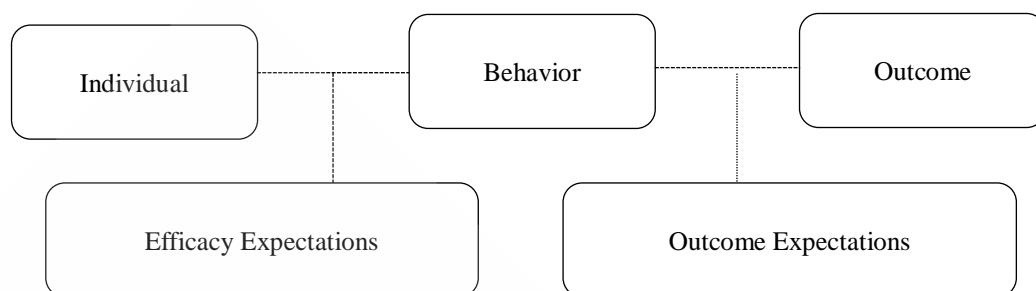 Individual
Behavior
Outcome
Efficacy Expectations
Outcome Expectations